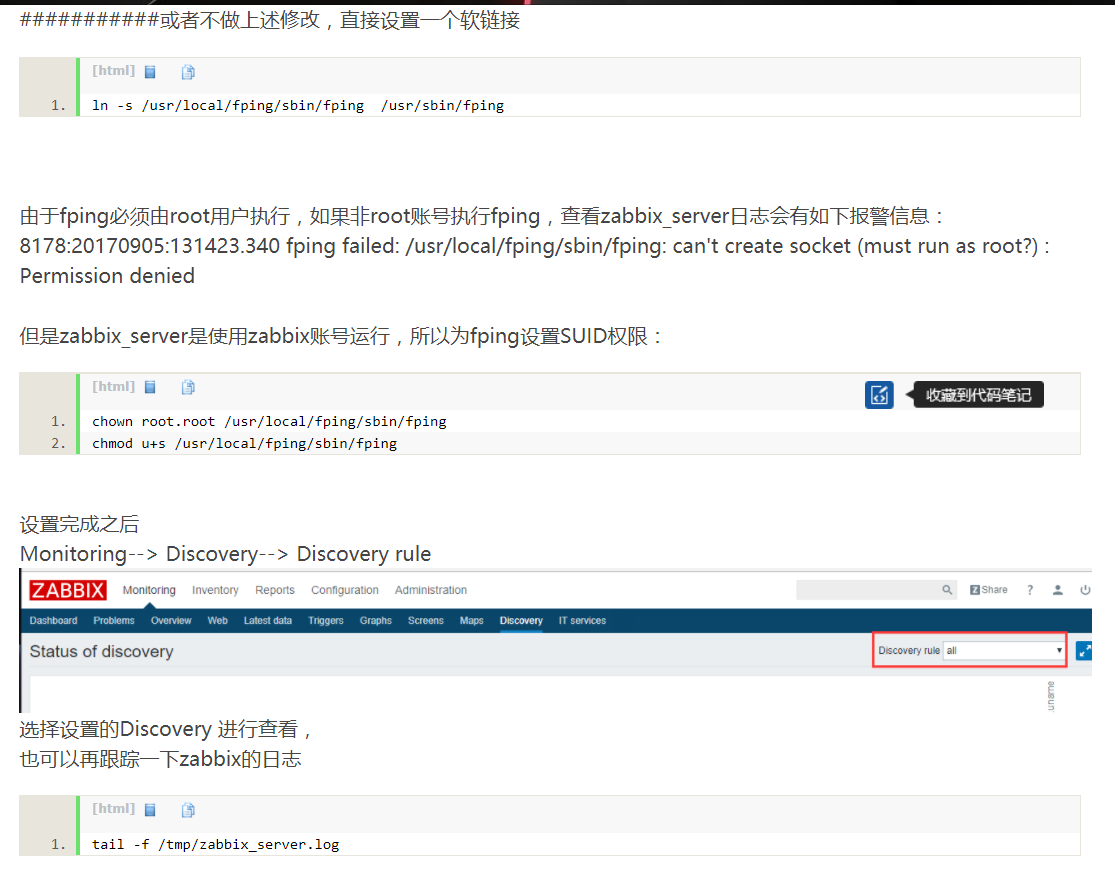 ###########或者不做上述修改，直接设置一个软链接
[html]
1. ln -s /usr/local/fping/sbin/fping  /usr/sbin/fping
由于fping必须由root用户执行，如果非root账号执行fping，查看zabbix_server日志会有如下报警信息：
8178:20170905:131423.340 fping failed: /usr/local/fping/sbin/fping: can't create socket (must run as root?) :
Permission denied
但是zabbix_server是使用zabbix账号运行，所以为fping设置SUID权限：
[html]
收藏到代码笔记
1. chown root.root /usr/local/fping/sbin/fping
2. chmod u+s /usr/local/fping/sbin/fping
设置完成之后
Monitoring--> Discovery--> Discovery rule
ZABBIX Monitoring Inventory Reports Configuration Administration Z Share ?
Dashboard Problems Overview Web Latest data Triggers Graphs Screens Maps Discovery IT services
Status of discovery Discovery rule all
uname
选择设置的Discovery 进行查看，
也可以再跟踪一下zabbix的日志
[html]
1. tail -f /tmp/zabbix_server.log